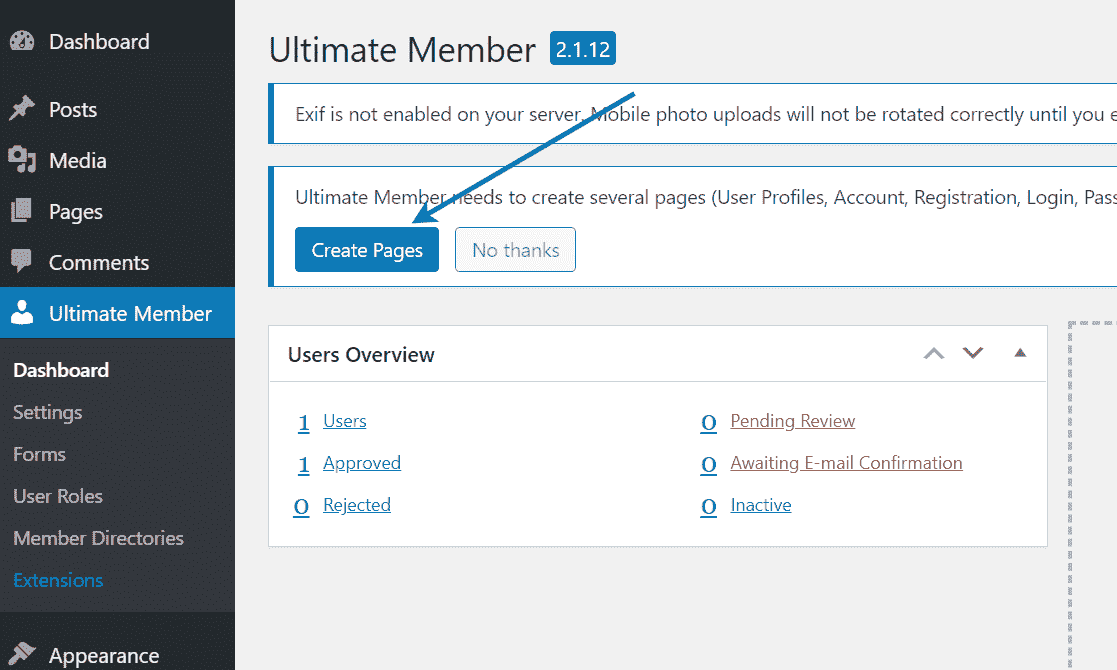 Dashboard
Posts
Media
Pages
Comments
Ultimate Member
Dashboard
Settings
Forms
User Roles
Member Directories
Extensions
Appearance
Ultimate Member 2.1.12
Exif is not enabled on your server. Mobile photo uploads will not be rotated correctly until you e
Ultimate Member needs to create several pages (User Profiles, Account, Registration, Login, Pass
Create Pages No thanks
Users Overview
1 Users 0 Pending Review
1 Approved 0 Awaiting E-mail Confirmation
0 Rejected 0 Inactive